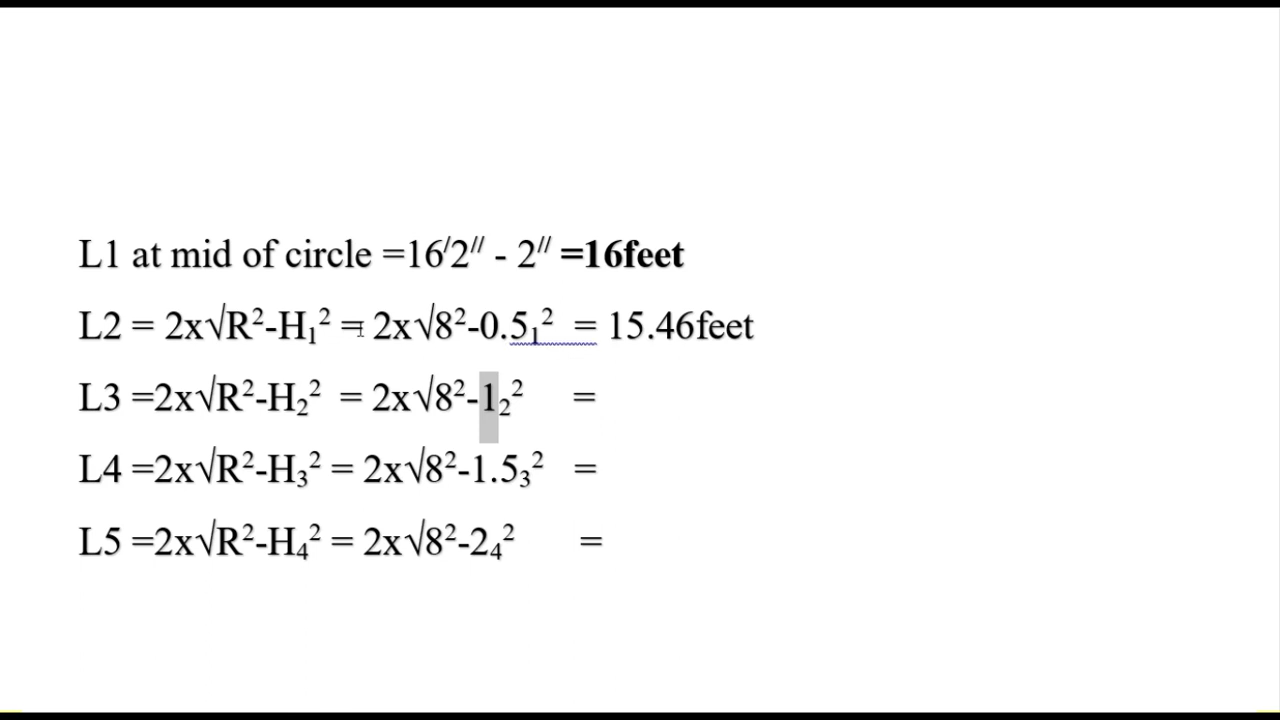 L1 at mid of circle =16/2// - 2// =16feet
L2 = 2x√R²-H₁² = 2x√8²-0.5₁² = 15.46feet
L3 =2x√R²-H₂² = 2x√8²-1₂² =
L4 =2x√R²-H₃² = 2x√8²-1.5₃² =
L5 =2x√R²-H₄² = 2x√8²-2₄² =